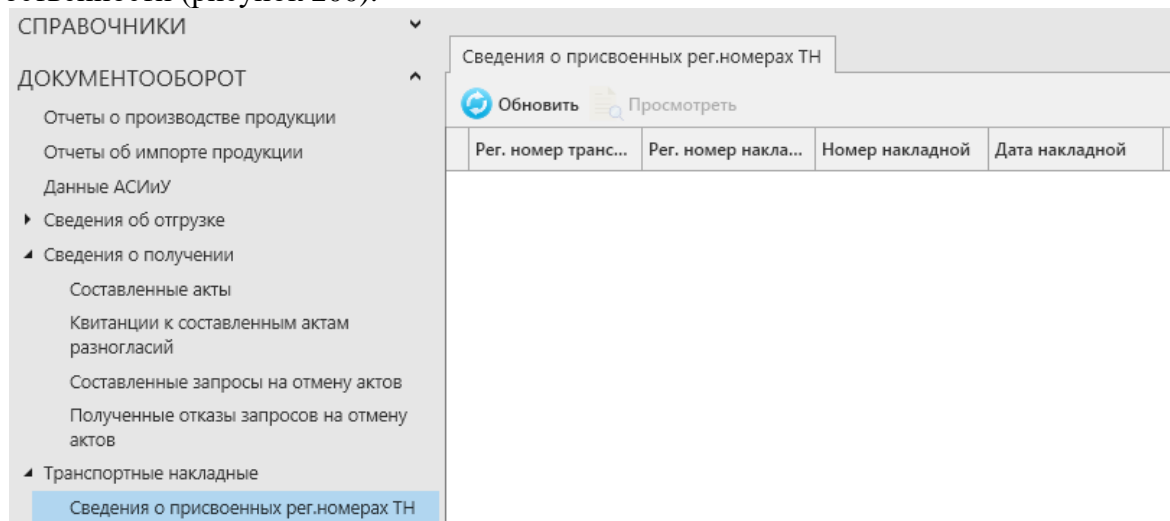 СПРАВОЧНИКИ
ДОКУМЕНТООБОРОТ
Отчеты о производстве продукции
Отчеты об импорте продукции
Данные АСИиУ
Сведения об отгрузке
Сведения о получении
Составленные акты
Квитанции к составленным актам
разногласий
Составленные запросы на отмену актов
Полученные отказы запросов на отмену
актов
Транспортные накладные
Сведения о присвоенных рег.номерах ТН
Сведения о присвоенных рег.номерах ТН
Обновить Просмотреть
Рег. номер транс... Рег. номер накла... Номер накладной Дата накладной